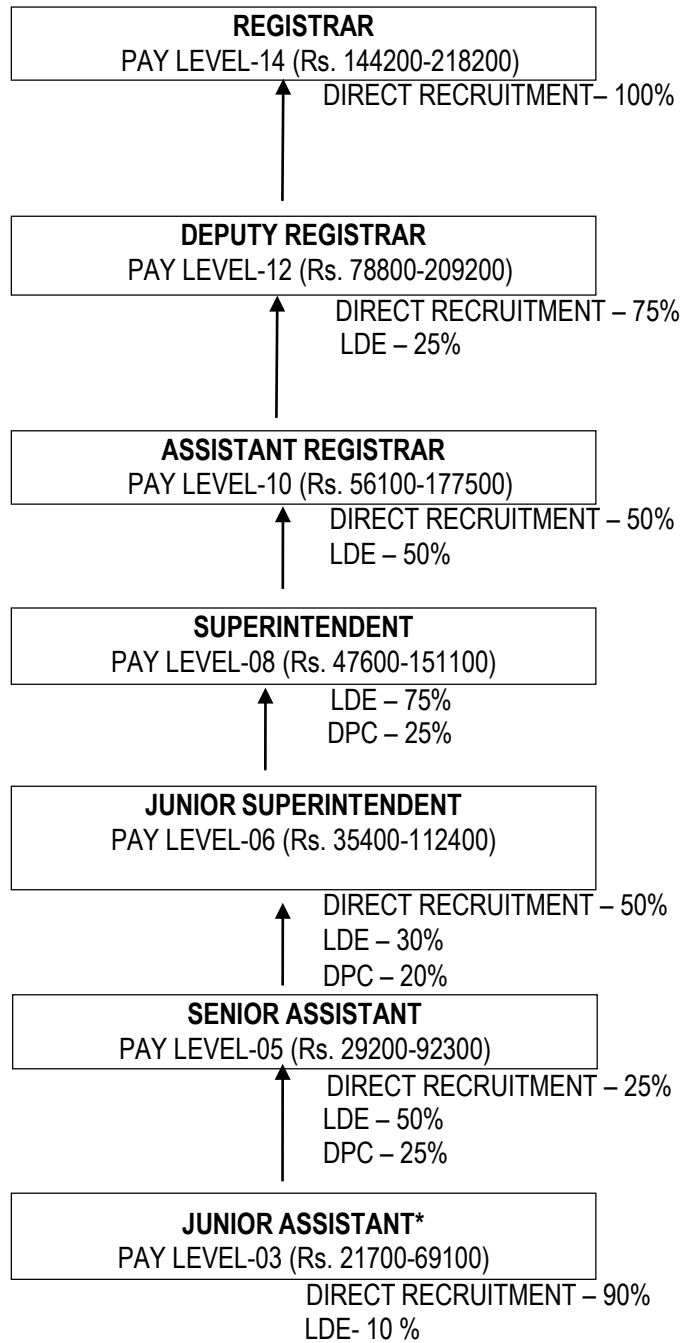 REGISTRAR
PAY LEVEL-14 (Rs. 144200-218200)
DIRECT RECRUITMENT– 100%
DEPUTY REGISTRAR
PAY LEVEL-12 (Rs. 78800-209200)
DIRECT RECRUITMENT – 75%
LDE – 25%
ASSISTANT REGISTRAR
PAY LEVEL-10 (Rs. 56100-177500)
DIRECT RECRUITMENT – 50%
LDE – 50%
SUPERINTENDENT
PAY LEVEL-08 (Rs. 47600-151100)
LDE – 75%
DPC – 25%
JUNIOR SUPERINTENDENT
PAY LEVEL-06 (Rs. 35400-112400)
DIRECT RECRUITMENT – 50%
LDE – 30%
DPC – 20%
SENIOR ASSISTANT
PAY LEVEL-05 (Rs. 29200-92300)
DIRECT RECRUITMENT – 25%
LDE – 50%
DPC – 25%
JUNIOR ASSISTANT*
PAY LEVEL-03 (Rs. 21700-69100)
DIRECT RECRUITMENT – 90%
LDE- 10 %